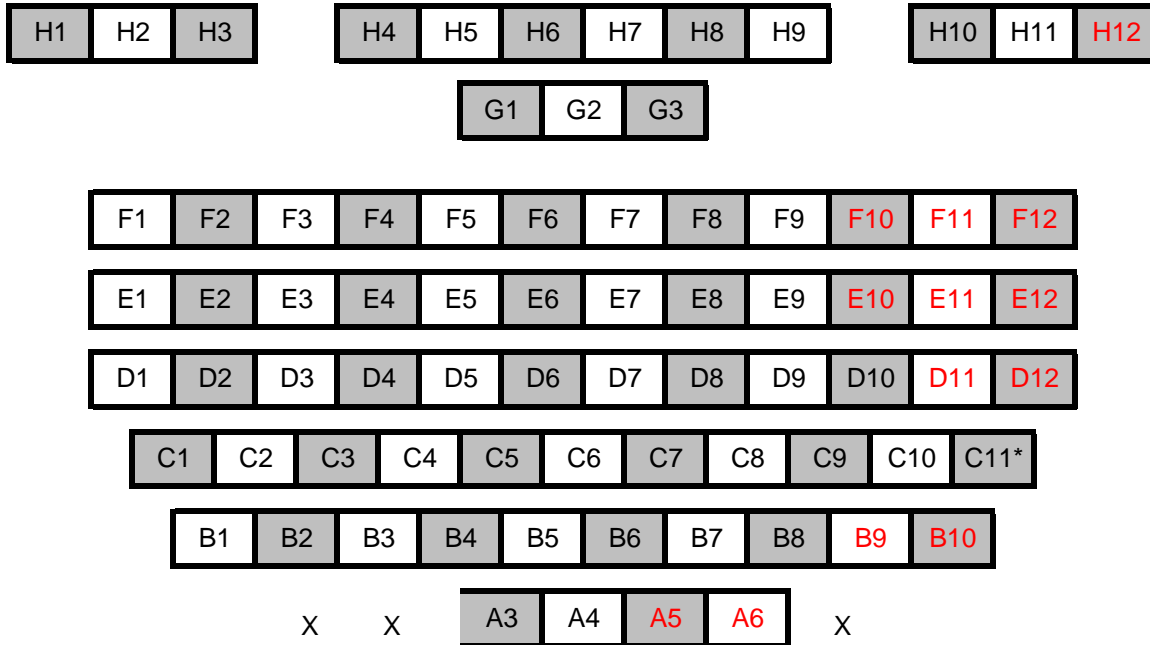 H1 H2 H3 H4 H5 H6 H7 H8 H9 H10 H11 H12
G1 G2 G3
F1 F2 F3 F4 F5 F6 F7 F8 F9 F10 F11 F12
E1 E2 E3 E4 E5 E6 E7 E8 E9 E10 E11 E12
D1 D2 D3 D4 D5 D6 D7 D8 D9 D10 D11 D12
C1 C2 C3 C4 C5 C6 C7 C8 C9 C10 C11*
B1 B2 B3 B4 B5 B6 B7 B8 B9 B10
X X A3 A4 A5 A6 X